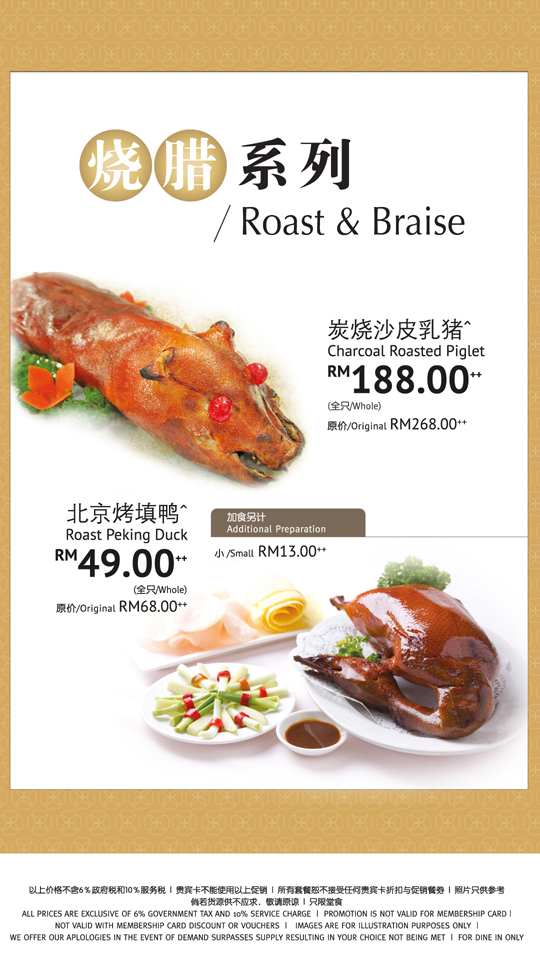 烧腊系列
/ Roast & Braise
炭烧沙皮乳猪^
Charcoal Roasted Piglet
RM188.00++
(全只/Whole)
原价/Original RM268.00++
北京烤填鸭^
Roast Peking Duck
RM49.00++
(全只/Whole)
原价/Original RM68.00++
加食另计
Additional Preparation
小 /Small RM13.00++
以上价格不含6%政府税和10%服务税 | 贵宾卡不能使用以上促销 | 所有套餐恕不接受任何贵宾卡折扣与促销餐券 | 照片只供参考
倘若货源供不应求，敬请原谅 | 只限堂食
ALL PRICES ARE EXCLUSIVE OF 6% GOVERNMENT TAX AND 10% SERVICE CHARGE | PROMOTION IS NOT VALID FOR MEMBERSHIP CARD |
NOT VALID WITH MEMBERSHIP CARD DISCOUNT OR VOUCHERS | IMAGES ARE FOR ILLUSTRATION PURPOSES ONLY |
WE OFFER OUR APLOLOGIES IN THE EVENT OF DEMAND SURPASSES SUPPLY RESULTING IN YOUR CHOICE NOT BEING MET | FOR DINE IN ONLY